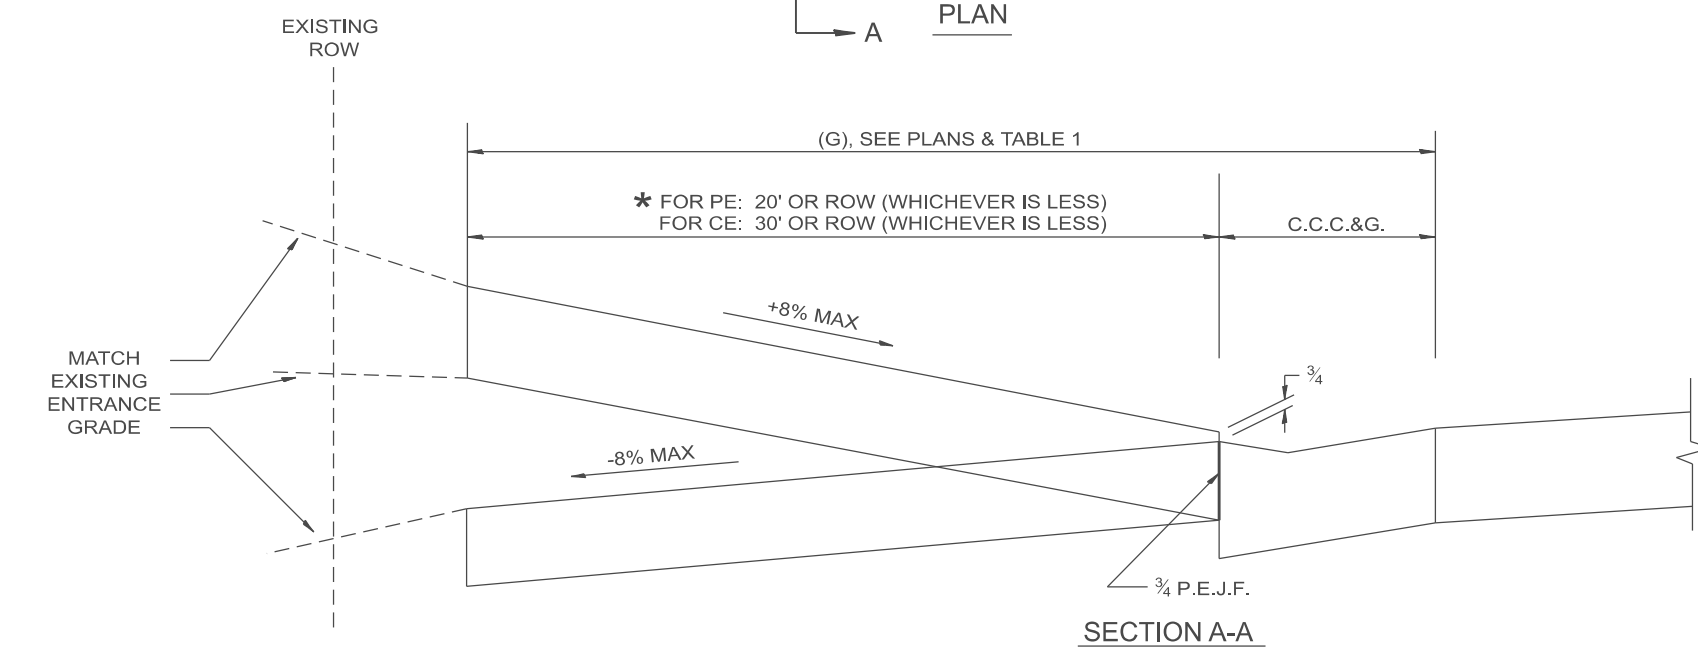 PLAN
A
EXISTING
ROW
(G), SEE PLANS & TABLE 1
* FOR PE: 20' OR ROW (WHICHEVER IS LESS)
FOR CE: 30' OR ROW (WHICHEVER IS LESS)
C.C.C.&G.
+8% MAX
MATCH
EXISTING
ENTRANCE
GRADE
¾
-8% MAX
¾ P.E.J.F.
SECTION A-A